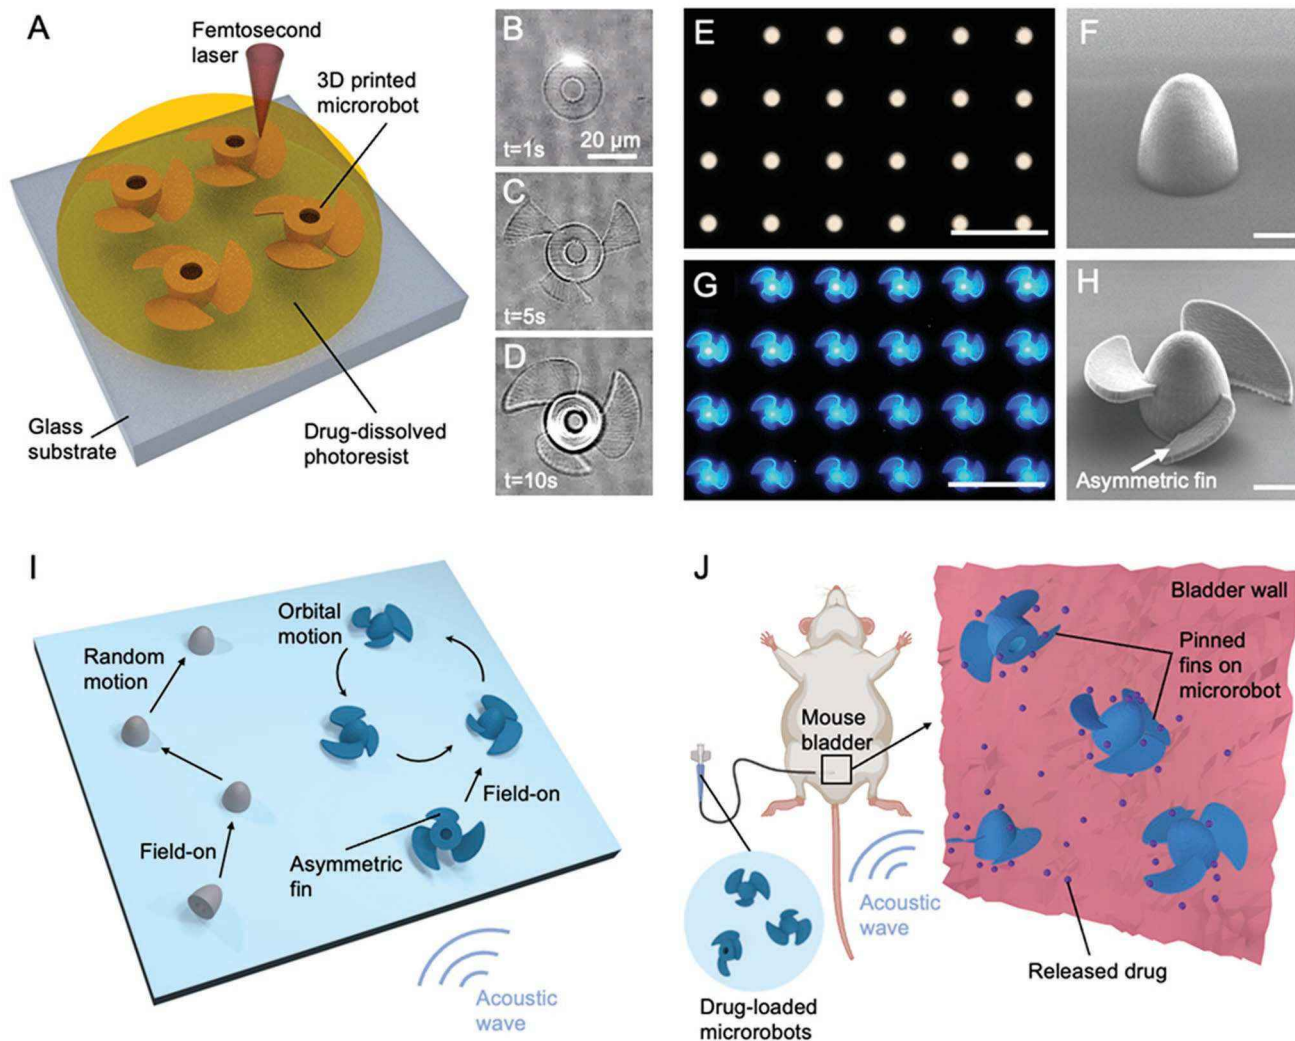 A
Femtosecond
laser
3D printed
microrobot
Glass
substrate
Drug-dissolved
photoresist
B
t=1s
20 µm
C
t=5s
D
t=10s
E
F
G
H
Asymmetric fin
I
Orbital
motion
Random
motion
Field-on
Field-on
Asymmetric
fin
Acoustic
wave
J
Mouse
bladder
Acoustic
wave
Drug-loaded
microrobots
Bladder wall
Pinned
fins on
microrobot
Released drug